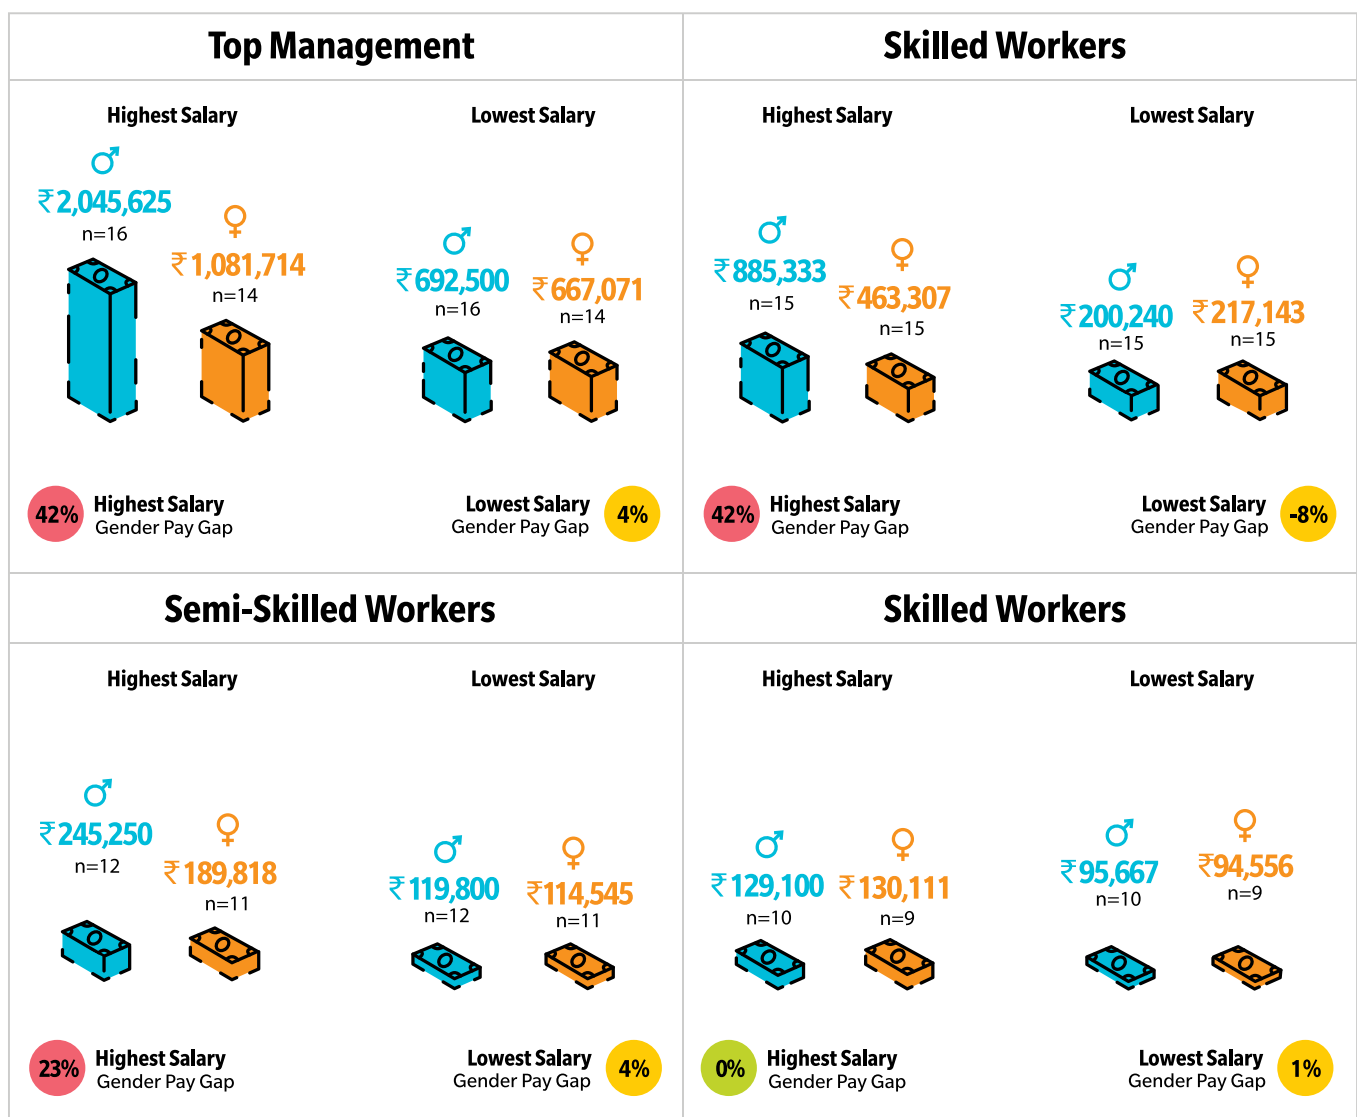 Top Management
Highest Salary
Lowest Salary
₹2,045,625
n=16
₹1,081,714
n=14
₹692,500
n=16
₹667,071
n=14
42%
Highest Salary
Gender Pay Gap
Lowest Salary
Gender Pay Gap
4%
Skilled Workers
Highest Salary
Lowest Salary
₹885,333
n=15
₹463,307
n=15
₹200,240
n=15
₹217,143
n=15
42%
Highest Salary
Gender Pay Gap
Lowest Salary
Gender Pay Gap
-8%
Semi-Skilled Workers
Highest Salary
Lowest Salary
₹245,250
n=12
₹189,818
n=11
₹119,800
n=12
₹114,545
n=11
23%
Highest Salary
Gender Pay Gap
Lowest Salary
Gender Pay Gap
4%
Skilled Workers
Highest Salary
Lowest Salary
₹129,100
n=10
₹130,111
n=9
₹95,667
n=10
₹94,556
n=9
0%
Highest Salary
Gender Pay Gap
Lowest Salary
Gender Pay Gap
1%